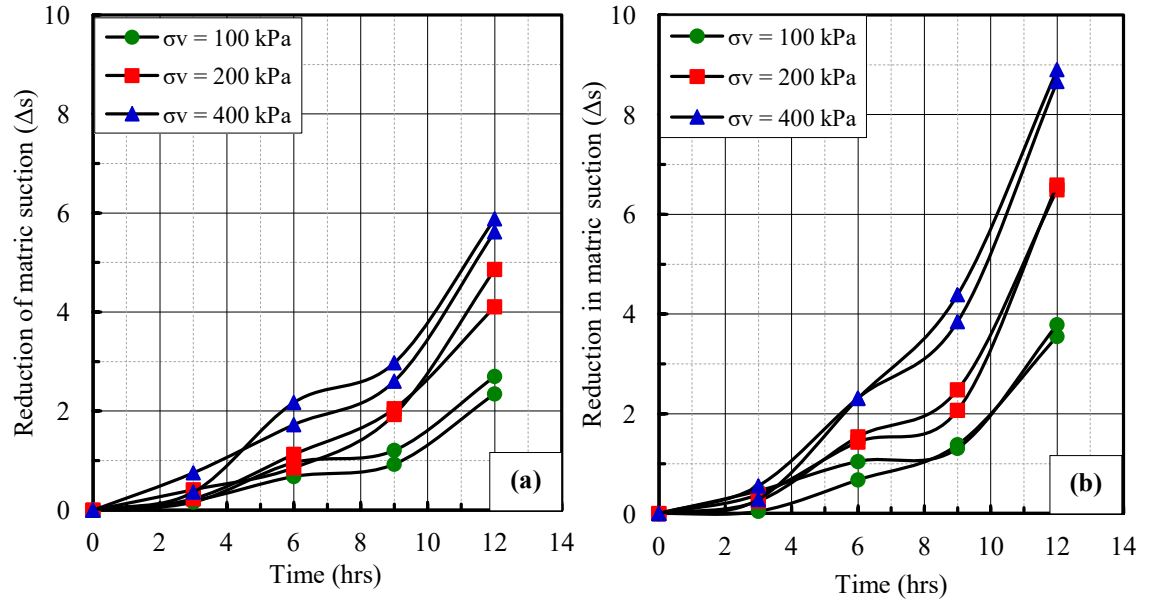 Reduction of matric suction (Δs)
10
8
6
4
2
0
σv = 100 kPa
σv = 200 kPa
σv = 400 kPa
(a)
0 2 4 6 8 10 12 14
Time (hrs)
Reduction in matric suction (Δs)
10
8
6
4
2
0
σv = 100 kPa
σv = 200 kPa
σv = 400 kPa
(b)
0 2 4 6 8 10 12 14
Time (hrs)